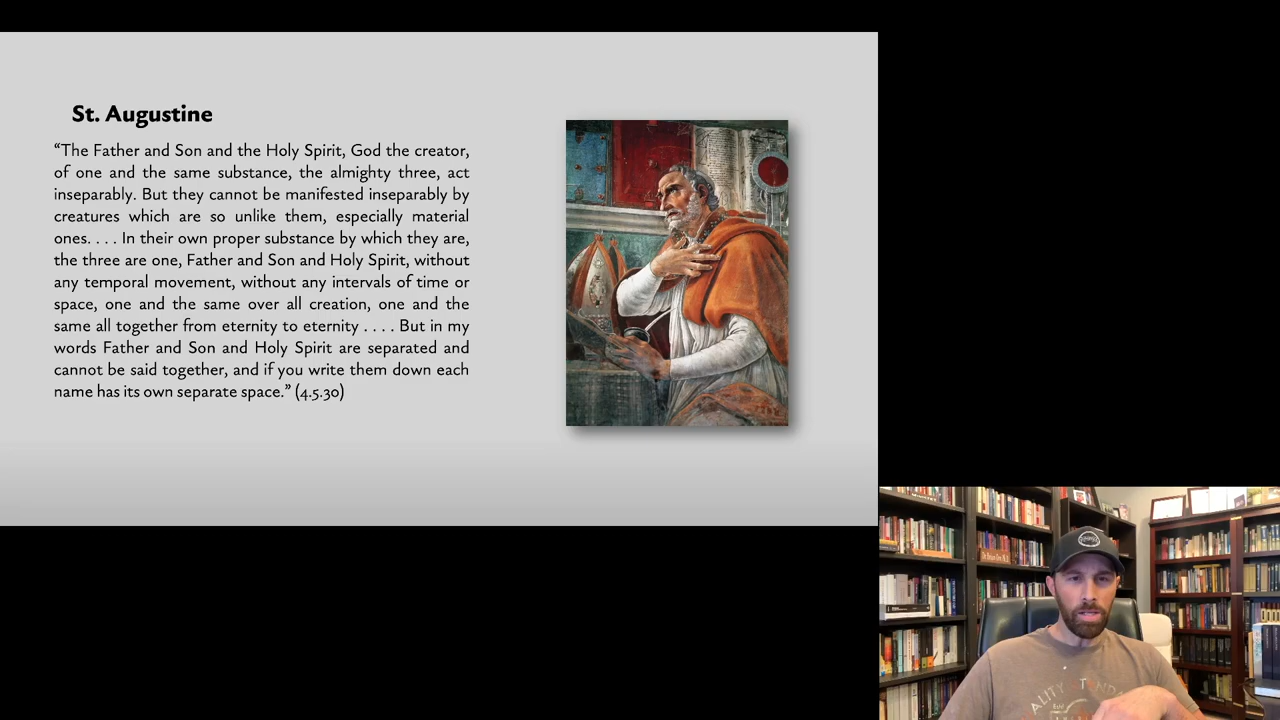 St. Augustine
“The Father and Son and the Holy Spirit, God the creator,
of one and the same substance, the almighty three, act
inseparably. But they cannot be manifested inseparably by
creatures which are so unlike them, especially material
ones. . . . In their own proper substance by which they are,
the three are one, Father and Son and Holy Spirit, without
any temporal movement, without any intervals of time or
space, one and the same over all creation, one and the
same all together from eternity to eternity . . . . But in my
words Father and Son and Holy Spirit are separated and
cannot be said together, and if you write them down each
name has its own separate space.” (4.5.30)